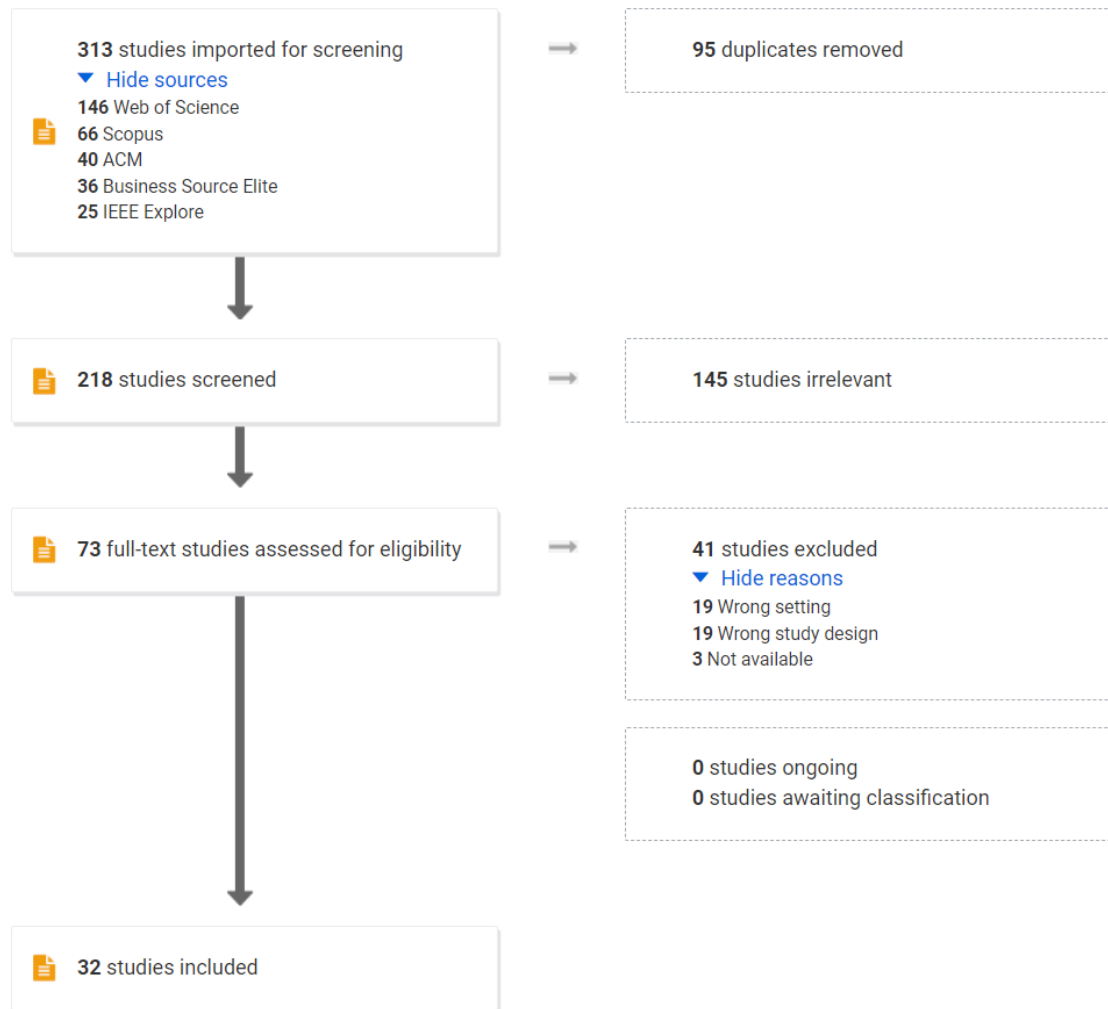 313 studies imported for screening
Hide sources
146 Web of Science
66 Scopus
40 ACM
36 Business Source Elite
25 IEEE Explore
95 duplicates removed
218 studies screened
145 studies irrelevant
73 full-text studies assessed for eligibility
41 studies excluded
Hide reasons
19 Wrong setting
19 Wrong study design
3 Not available
0 studies ongoing
0 studies awaiting classification
32 studies included